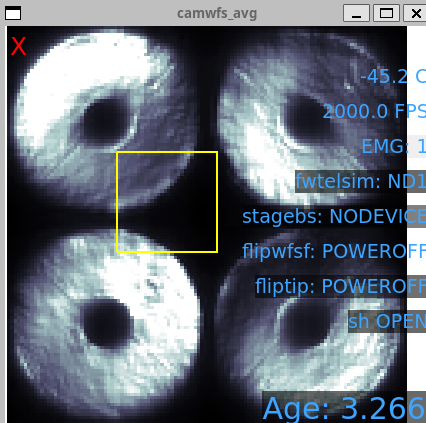 camwfs_avg
X
-45.2 C
2000.0 FPS
EMG: 1
fwtelsim: ND1
stagebs: NODEVICE
flipwfsf: POWEROFF
fliptip: POWEROFF
sh OPEN
Age: 3.266